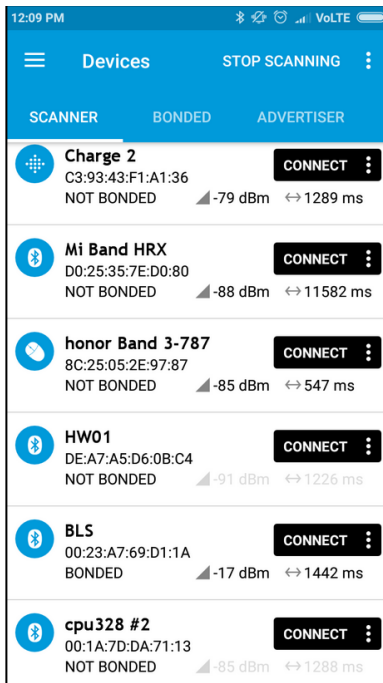 12:09 PM VoLTE
Devices STOP SCANNING
SCANNER BONDED ADVERTISER
Charge 2 CONNECT
C3:93:43:F1:A1:36
NOT BONDED -79 dBm 1289 ms
Mi Band HRX CONNECT
D0:25:35:7E:D0:80
NOT BONDED -88 dBm 11582 ms
honor Band 3-787 CONNECT
8C:25:05:2E:97:87
NOT BONDED -85 dBm 547 ms
HW01 CONNECT
DE:A7:A5:D6:0B:C4
NOT BONDED -91 dBm 1226 ms
BLS CONNECT
00:23:A7:69:D1:1A
BONDED -17 dBm 1442 ms
cpu328 #2 CONNECT
00:1A:7D:DA:71:13
NOT BONDED -85 dBm 1288 ms